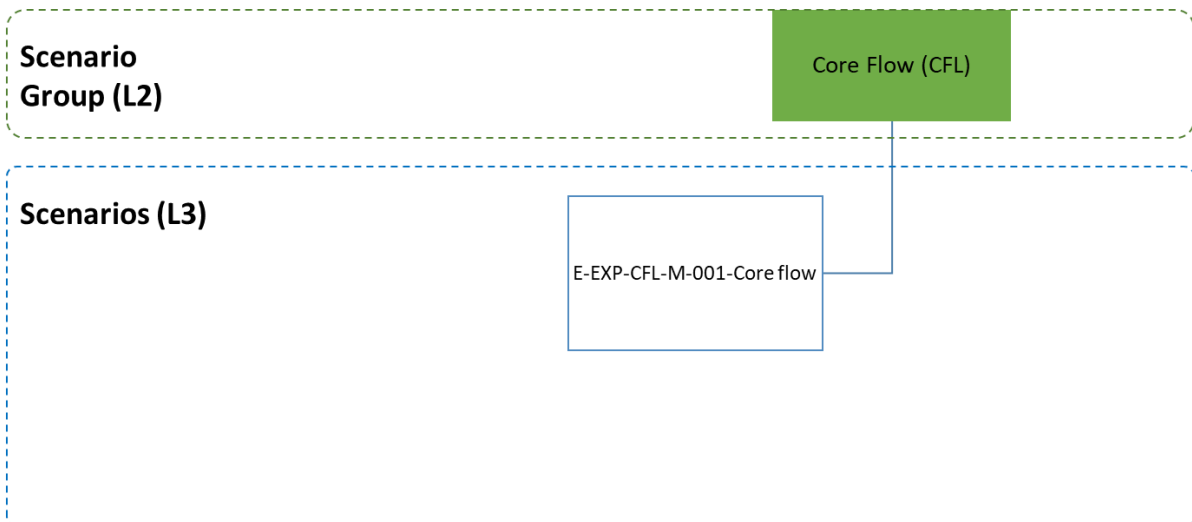 Scenario
Group (L2)
Core Flow (CFL)
Scenarios (L3)
E-EXP-CFL-M-001-Core flow